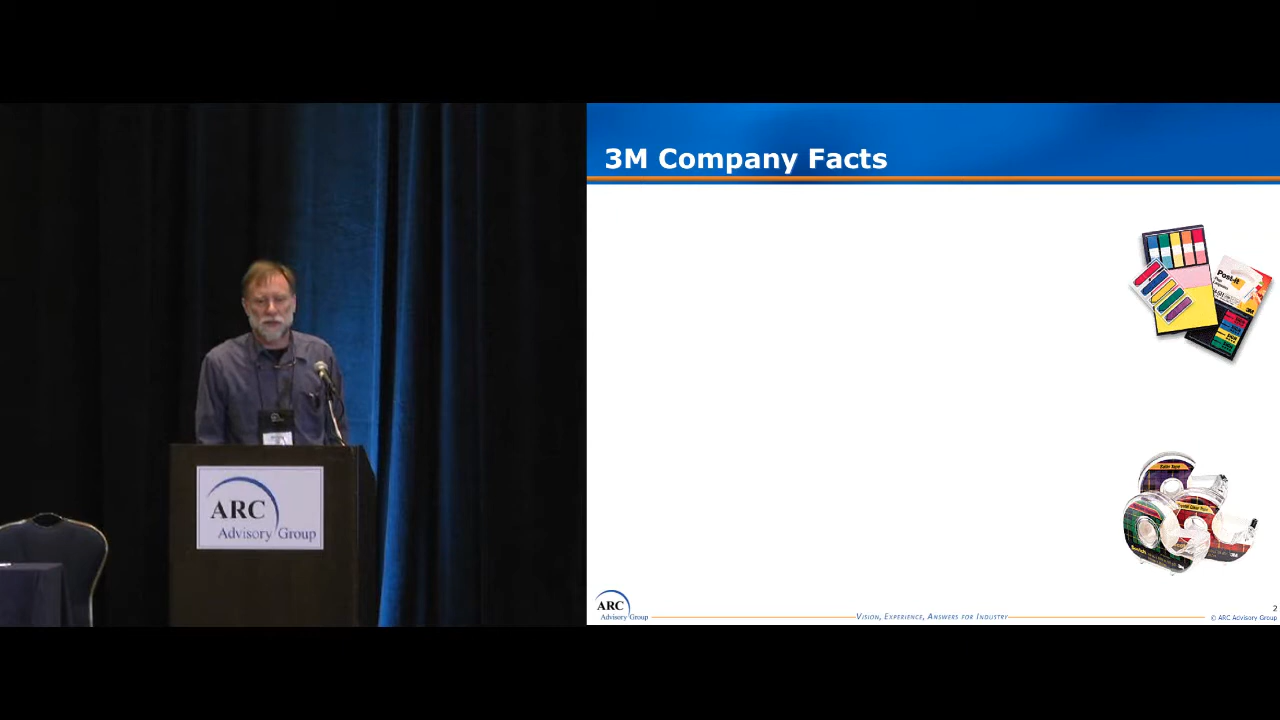 3M Company Facts
Post-it
ARC
Advisory Group
ARC
Advisory Group
VISION, EXPERIENCE, ANSWERS FOR INDUSTRY
2
© ARC Advisory Group